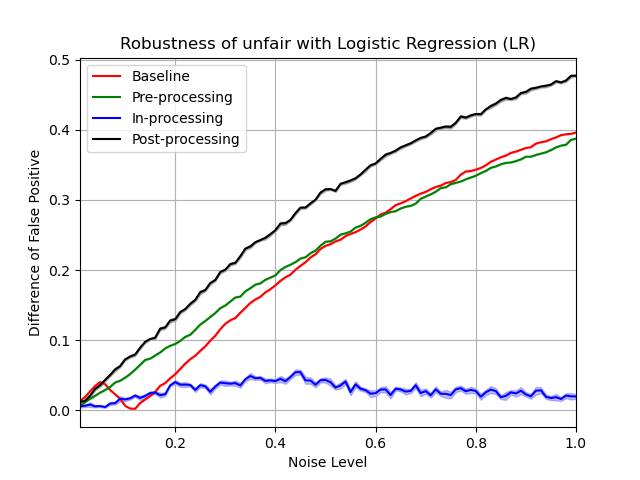 Robustness of unfair with Logistic Regression (LR)
Baseline
Pre-processing
In-processing
Post-processing
Difference of False Positive
0.5
0.4
0.3
0.2
0.1
0.0
0.2 0.4 0.6 0.8 1.0
Noise Level